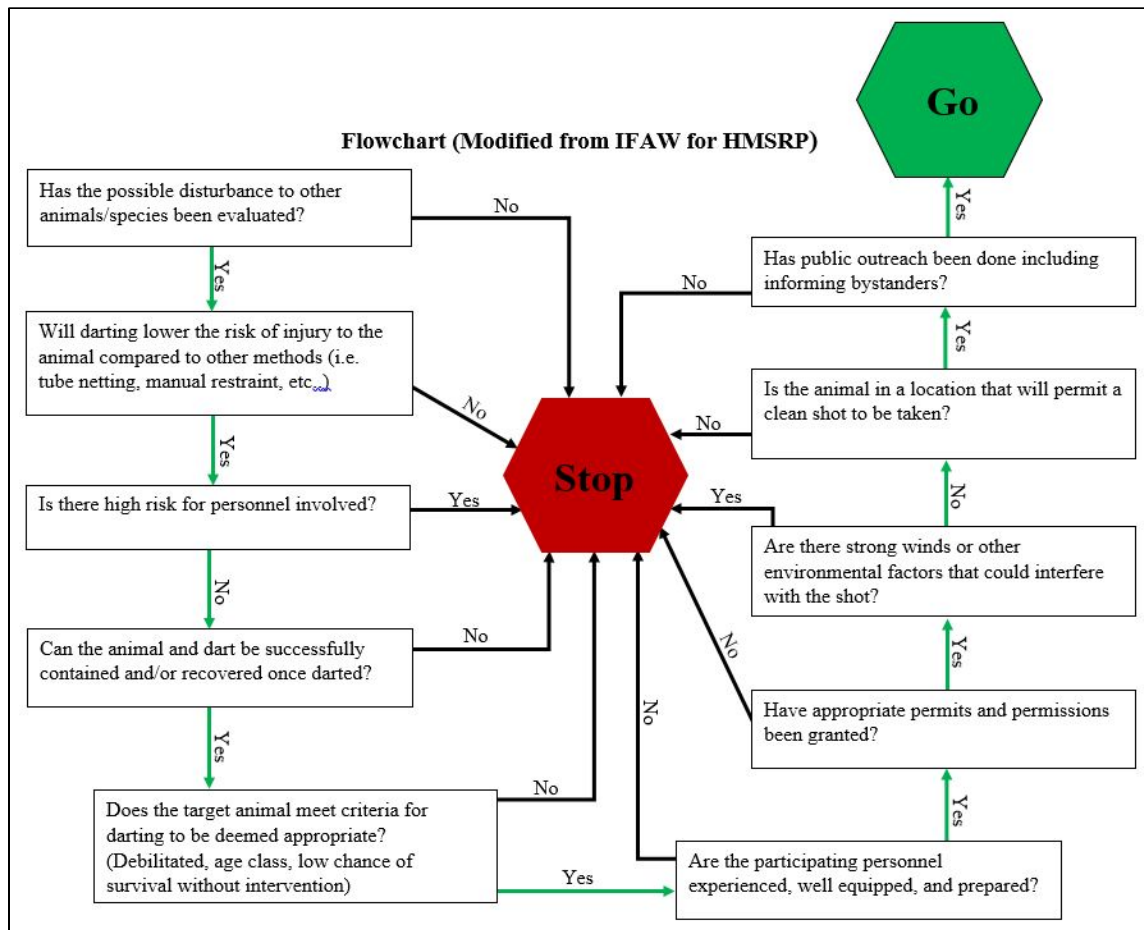 Go
Flowchart (Modified from IFAW for HMSRP)
Has the possible disturbance to other
animals/species been evaluated?
No
Yes
Will darting lower the risk of injury to the
animal compared to other methods (i.e.
tube netting, manual restraint, etc..)
No
Yes
Is there high risk for personnel involved?
Yes
No
Can the animal and dart be successfully
contained and/or recovered once darted?
No
Yes
Does the target animal meet criteria for
darting to be deemed appropriate?
(Debilitated, age class, low chance of
survival without intervention)
No
Yes
Stop
Are the participating personnel
experienced, well equipped, and prepared?
No
Yes
Have appropriate permits and permissions
been granted?
No
Yes
Are there strong winds or other
environmental factors that could interfere
with the shot?
Yes
No
Is the animal in a location that will permit a
clean shot to be taken?
No
Yes
Has public outreach been done including
informing bystanders?
No
Yes